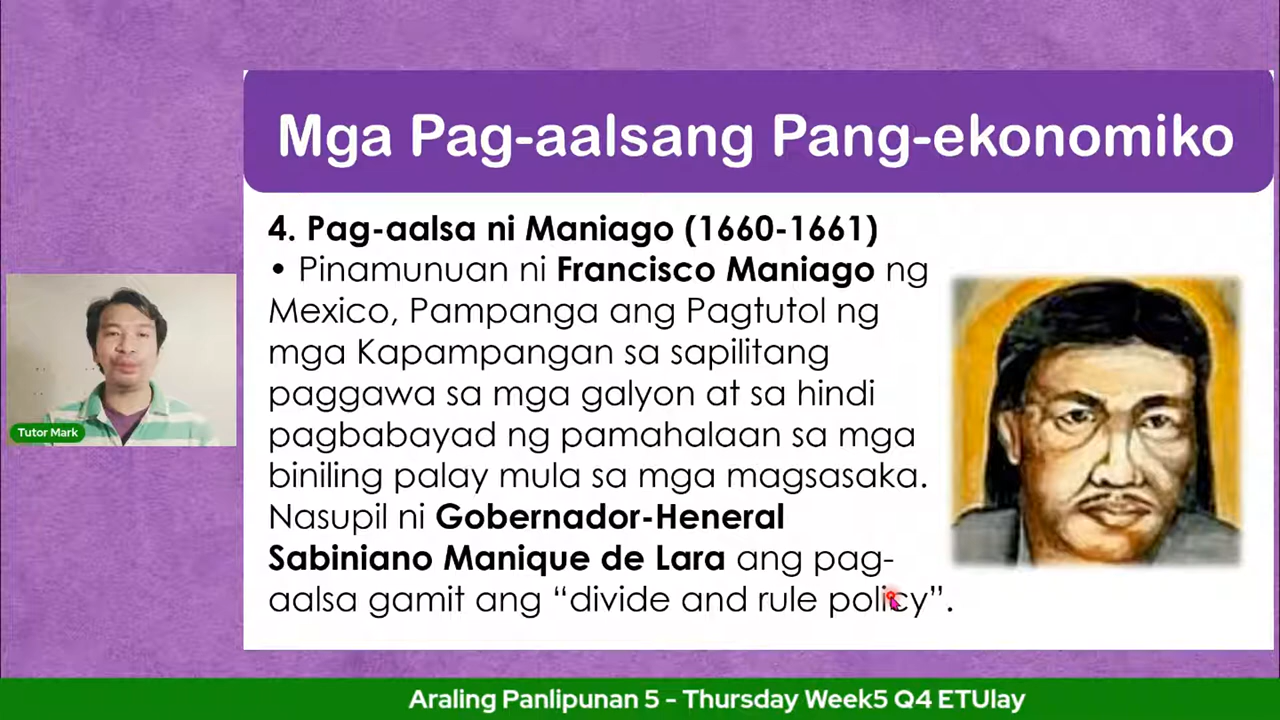 Mga Pag-aalsang Pang-ekonomiko
4. Pag-aalsa ni Maniago (1660-1661)
• Pinamunuan ni Francisco Maniago ng
Mexico, Pampanga ang Pagtutol ng
mga Kapampangan sa sapilitang
paggawa sa mga galyon at sa hindi
pagbabayad ng pamahalaan sa mga
biniling palay mula sa mga magsasaka.
Nasupil ni Gobernador-Heneral
Sabiniano Manique de Lara ang pag-
aalsa gamit ang “divide and rule policy”.
Tutor Mark
Araling Panlipunan 5 - Thursday Week5 Q4 ETUlay